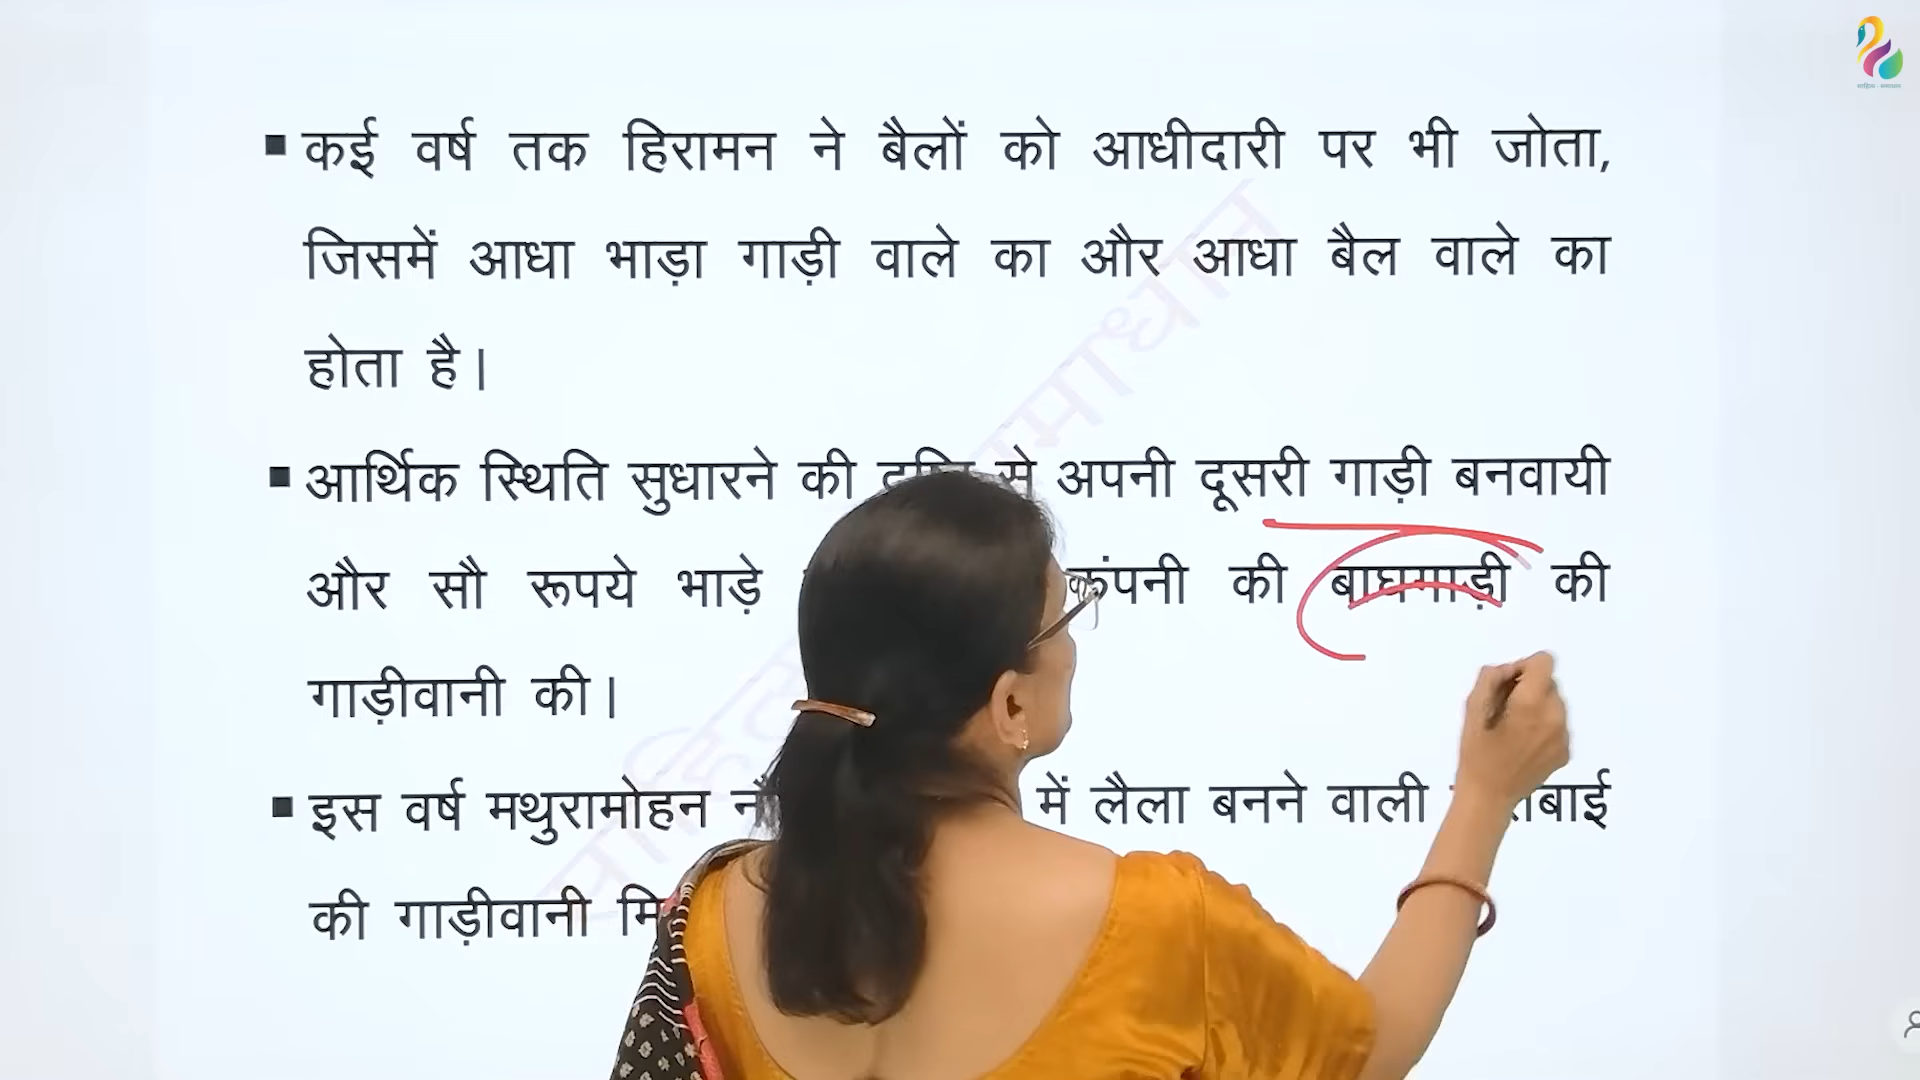 ▪ कई वर्ष तक हिरामन ने बैलों को आधीदारी पर भी जोता,
जिसमें आधा भाड़ा गाड़ी वाले का और आधा बैल वाले का
होता है।
▪ आर्थिक स्थिति सुधारने की से अपनी दूसरी गाड़ी बनवायी
और सौ रूपये भाड़े कंपनी की बाघगाड़ी की
गाड़ीवानी की।
▪ इस वर्ष मथुरामोहन में लैला बनने वाली
की गाड़ीवानी